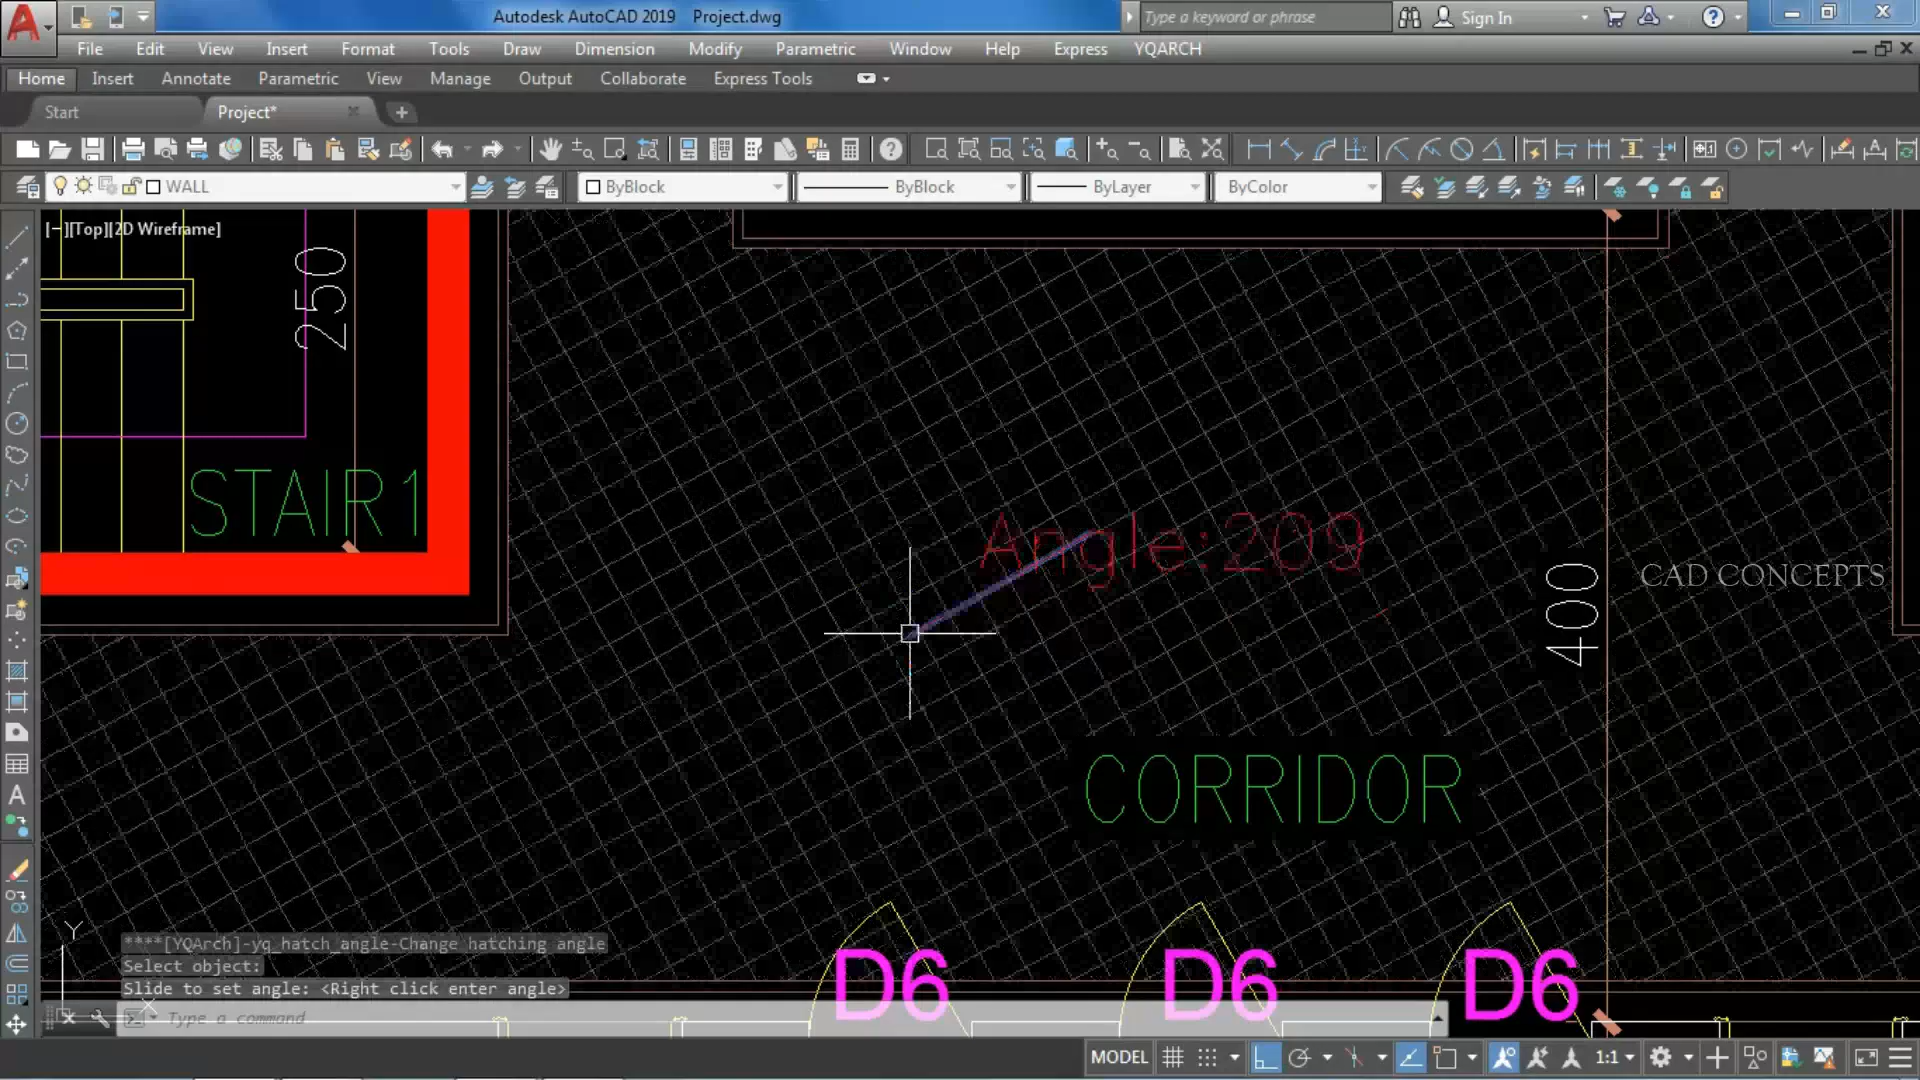 Autodesk AutoCAD 2019 Project.dwg
Type a keyword or phrase
Sign In
File Edit View Insert Format Tools Draw Dimension Modify Parametric Window Help Express YQARCH
Home Insert Annotate Parametric View Manage Output Collaborate Express Tools
Start Project*
WALL ByBlock ByBlock ByLayer ByColor
[−][Top][2D Wireframe]
250
STAIR1
Angle:209
400
CAD CONCEPTS
CORRIDOR
D6 D6 D6
Y
X
****[YQArch]-yq_hatch_angle-Change hatching angle
Select object:
Slide to set angle: <Right click enter angle>
Type a command
MODEL 1:1